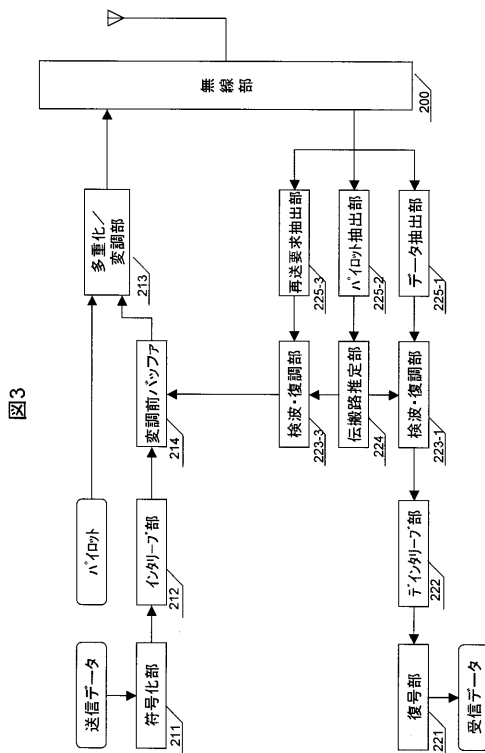 図3
送信データ
符号化部
211
インタリーブ部
212
変調前バッファ
214
パイロット
多重化／
変調部
213
無線部
200
再送要求抽出部
225-3
パイロット抽出部
225-2
データ抽出部
225-1
検波・復調部
223-3
伝搬路推定部
224
検波・復調部
223-1
デインタリーブ部
222
復号部
221
受信データ